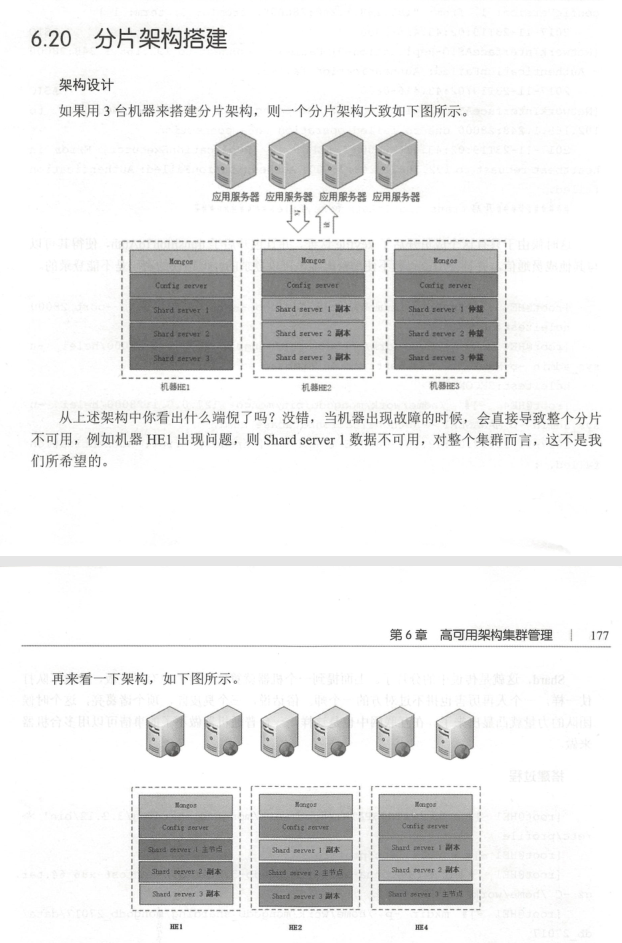 6.20 分片架构搭建
架构设计
如果用 3 台机器来搭建分片架构，则一个分片架构大致如下图所示。
应用服务器 应用服务器 应用服务器 应用服务器
Mongos Mongos Mongos
Config server Config server Config server
Shard server 1 Shard server 1 副本 Shard server 1 仲裁
Shard server 2 Shard server 2 副本 Shard server 2 仲裁
Shard server 3 Shard server 3 副本 Shard server 3 仲裁
机器HE1 机器HE2 机器HE3
从上述架构中你看出什么端倪了吗？没错，当机器出现故障的时候，会直接导致整个分片
不可用，例如机器 HE1 出现问题，则 Shard server 1 数据不可用，对整个集群而言，这不是我
们所希望的。
第 6 章 高可用架构集群管理 | 177
再来看一下架构，如下图所示。
Mongos Mongos Mongos
Config server Config server Config server
Shard server 1 主节点 Shard server 1 副本 Shard server 1 副本
Shard server 2 副本 Shard server 2 主节点 Shard server 2 副本
Shard server 3 副本 Shard server 3 副本 Shard server 3 主节点
HE1 HE2 HE4